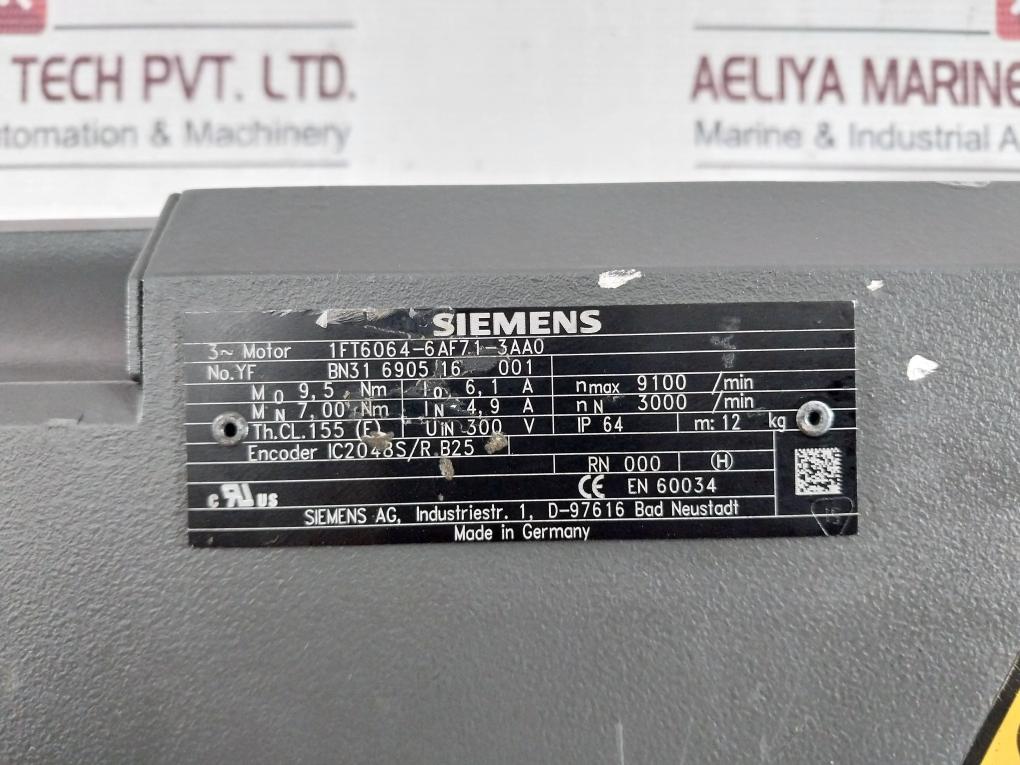 TECH PVT. LTD.
Automation & Machinery
AELIYA MARINE
Marine & Industrial A
SIEMENS
3~ Motor 1FT6064-6AF71-3AA0
No.YF BN31 6905 16 001
M0 9,5 Nm I0 6,1 A nmax 9100 /min
MN 7,00 Nm IN 4,9 A nN 3000 /min
Th.CL.155 (F) UIN 300 V IP 64 m: 12 kg
Encoder IC2048S/R B25
RN 000 H
c RU us CE EN 60034
SIEMENS AG, Industriestr. 1, D-97616 Bad Neustadt
Made in Germany